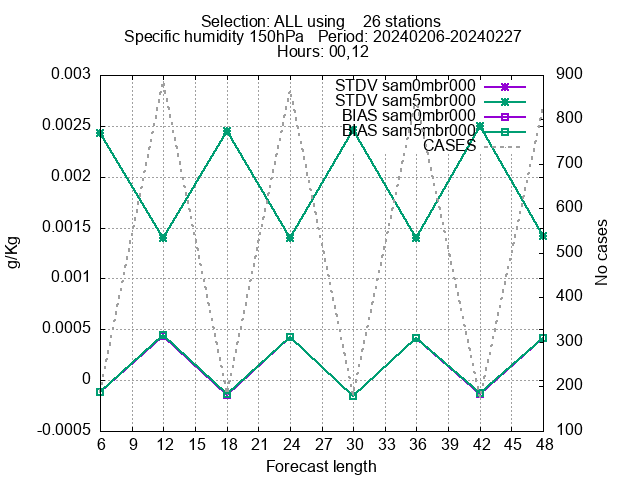 Selection: ALL using    26 stations
Specific humidity 150hPa   Period: 20240206-20240227
Hours: 00,12
STDV sam0mbr000
STDV sam5mbr000
BIAS sam0mbr000
BIAS sam5mbr000
CASES
g/Kg
0.003
0.0025
0.002
0.0015
0.001
0.0005
0
-0.0005
No cases
900
800
700
600
500
400
300
200
100
6 9 12 15 18 21 24 27 30 33 36 39 42 45 48
Forecast length